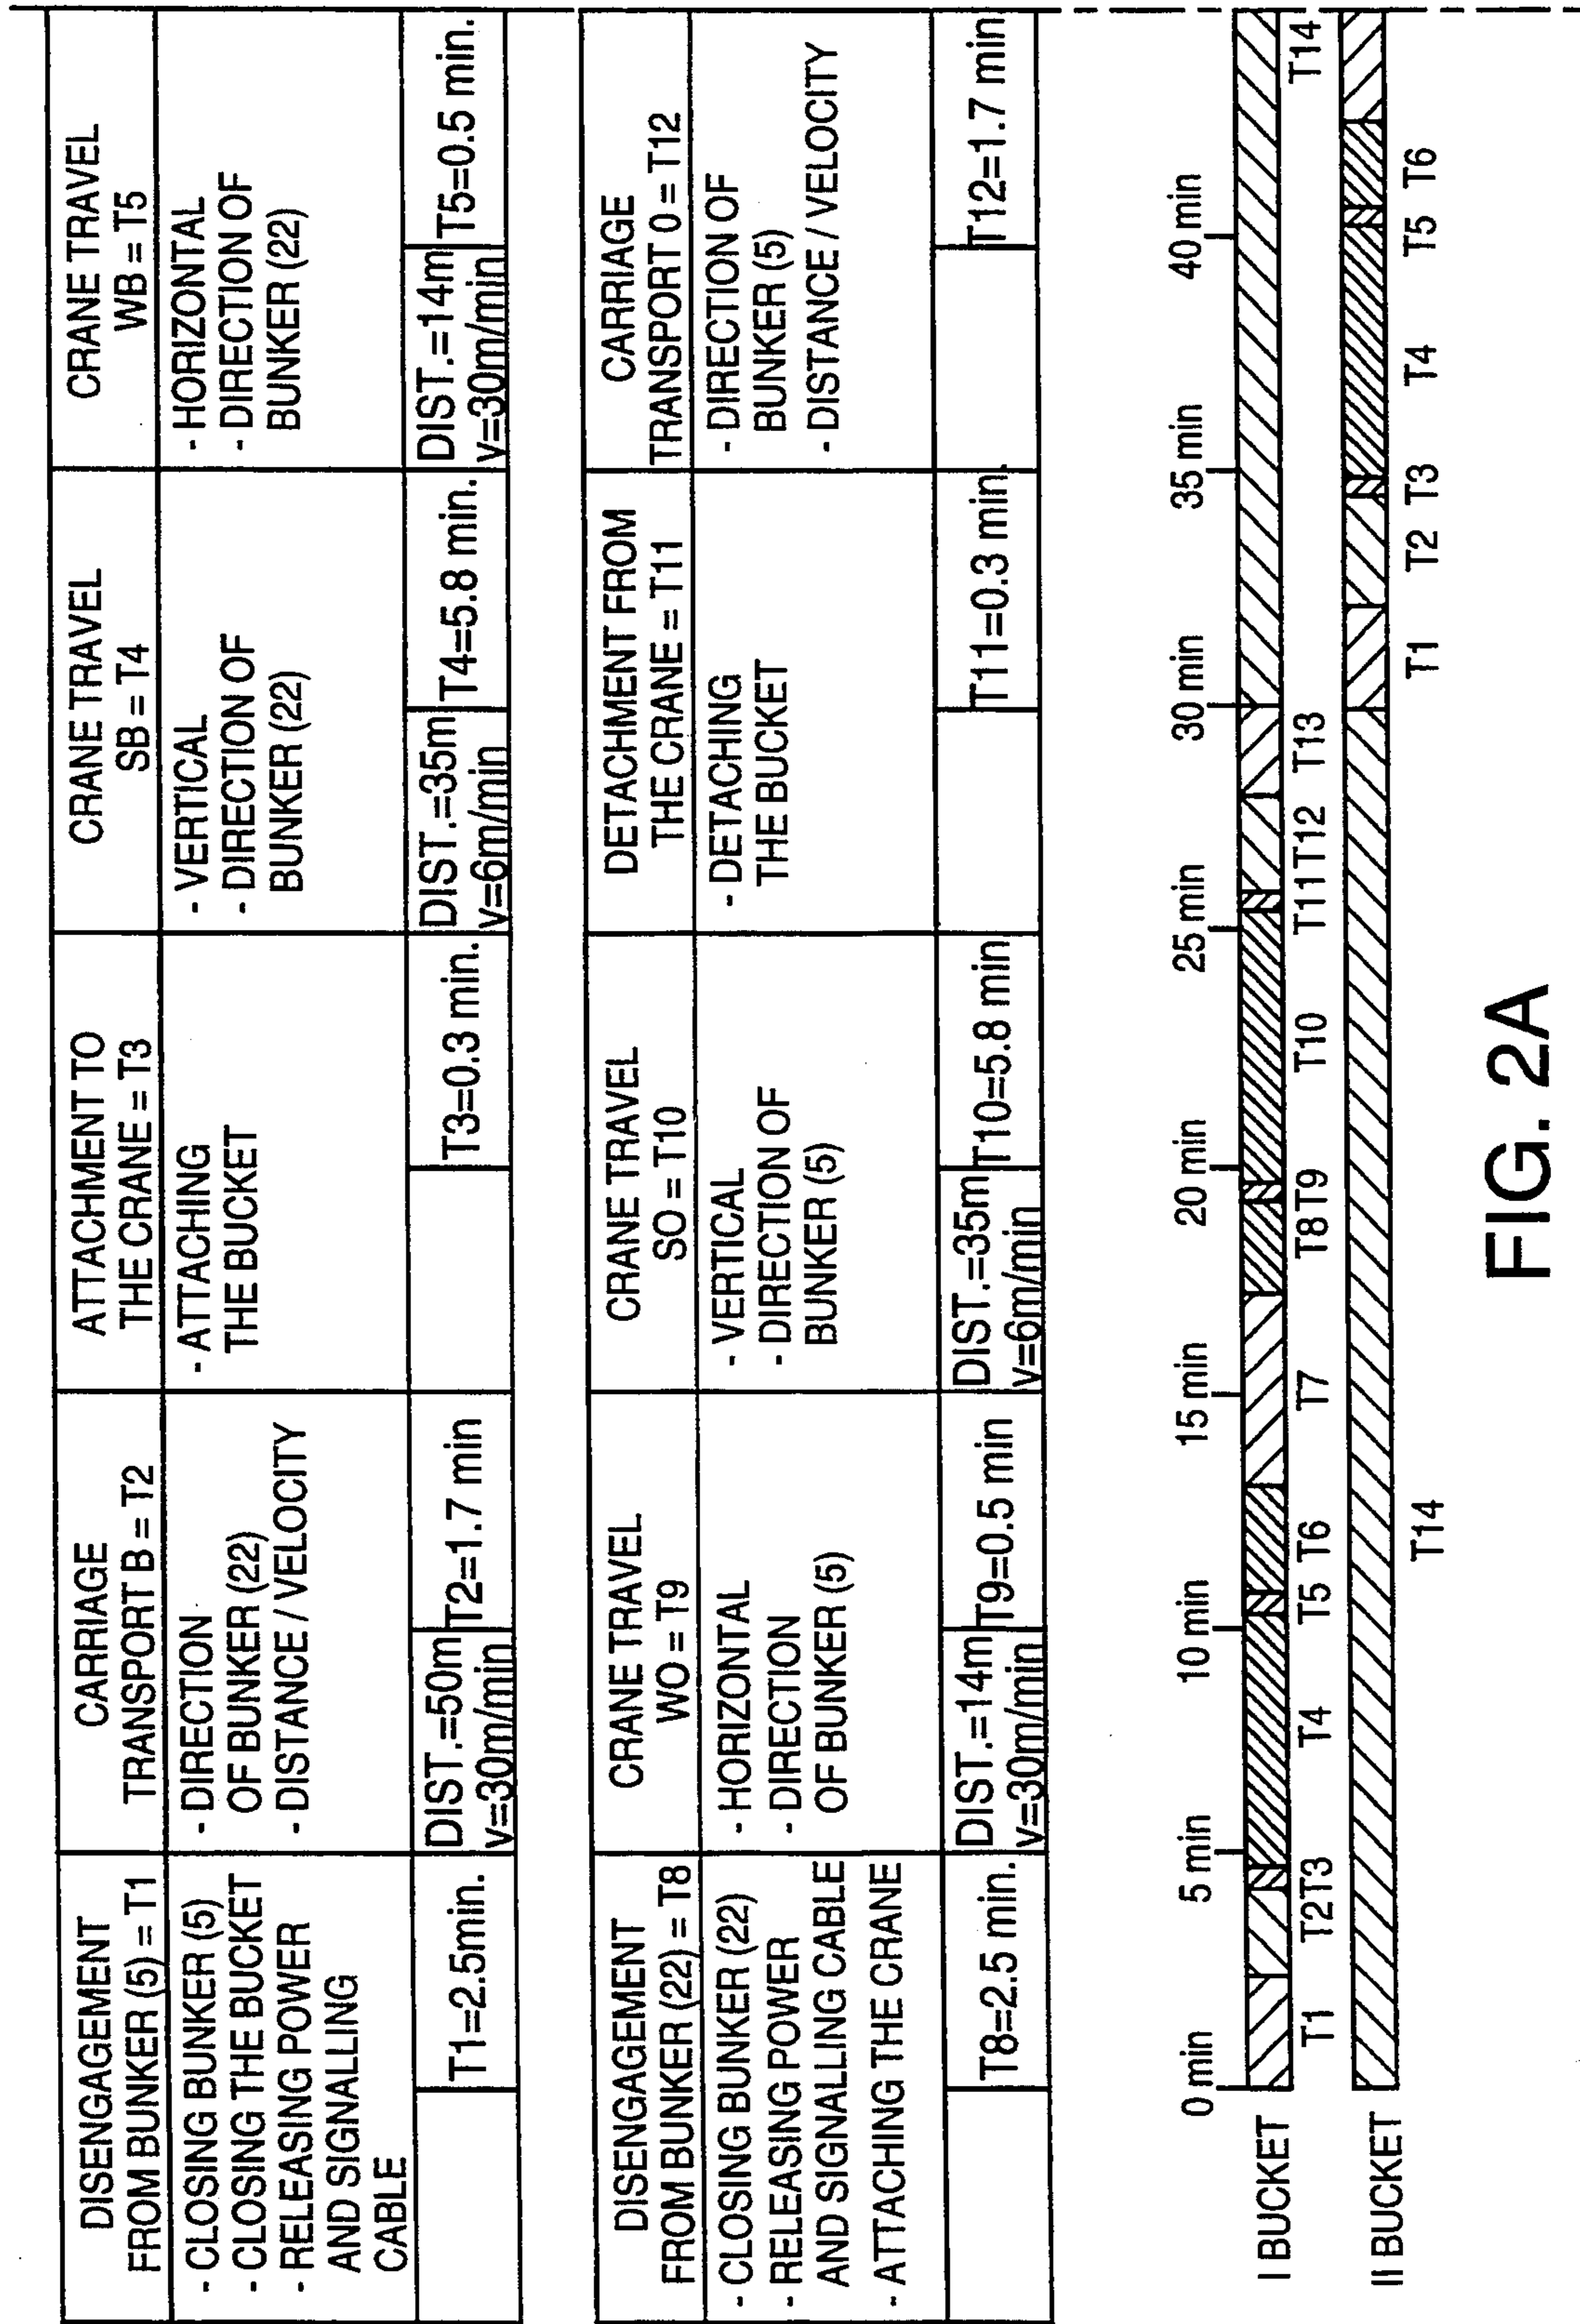 DISENGAGEMENT
FROM BUNKER (5) = T1
- CLOSING BUNKER (5)
- CLOSING THE BUCKET
- RELEASING POWER
AND SIGNALLING
CABLE
T1=2.5min.
CARRIAGE
TRANSPORT B = T2
- DIRECTION
OF BUNKER (22)
- DISTANCE / VELOCITY
DIST.=50m
v=30m/min
T2=1.7 min
ATTACHMENT TO
THE CRANE = T3
- ATTACHING
THE BUCKET
T3=0.3 min.
CRANE TRAVEL
SB = T4
- VERTICAL
- DIRECTION OF
BUNKER (22)
DIST.=35m
v=6m/min
T4=5.8 min.
CRANE TRAVEL
WB = T5
- HORIZONTAL
- DIRECTION OF
BUNKER (22)
DIST.=14m
v=30m/min
T5=0.5 min.
DISENGAGEMENT
FROM BUNKER (22) = T8
- CLOSING BUNKER (22)
- RELEASING POWER
AND SIGNALLING CABLE
- ATTACHING THE CRANE
T8=2.5 min.
CRANE TRAVEL
WO = T9
- HORIZONTAL
- DIRECTION
OF BUNKER (5)
DIST.=14m
v=30m/min
T9=0.5 min
CRANE TRAVEL
SO = T10
- VERTICAL
- DIRECTION OF
BUNKER (5)
DIST.=35m
v=6m/min
T10=5.8 min
DETACHMENT FROM
THE CRANE = T11
- DETACHING
THE BUCKET
T11=0.3 min.
CARRIAGE
TRANSPORT 0 = T12
- DIRECTION OF
BUNKER (5)
- DISTANCE / VELOCITY
T12=1.7 min
0 min 5 min 10 min 15 min 20 min 25 min 30 min 35 min 40 min
I BUCKET
T1 T2 T3 T4 T5 T6 T7 T8 T9 T10 T11 T12 T13 T14
II BUCKET
T14 T1 T2 T3 T4 T5 T6
FIG. 2A